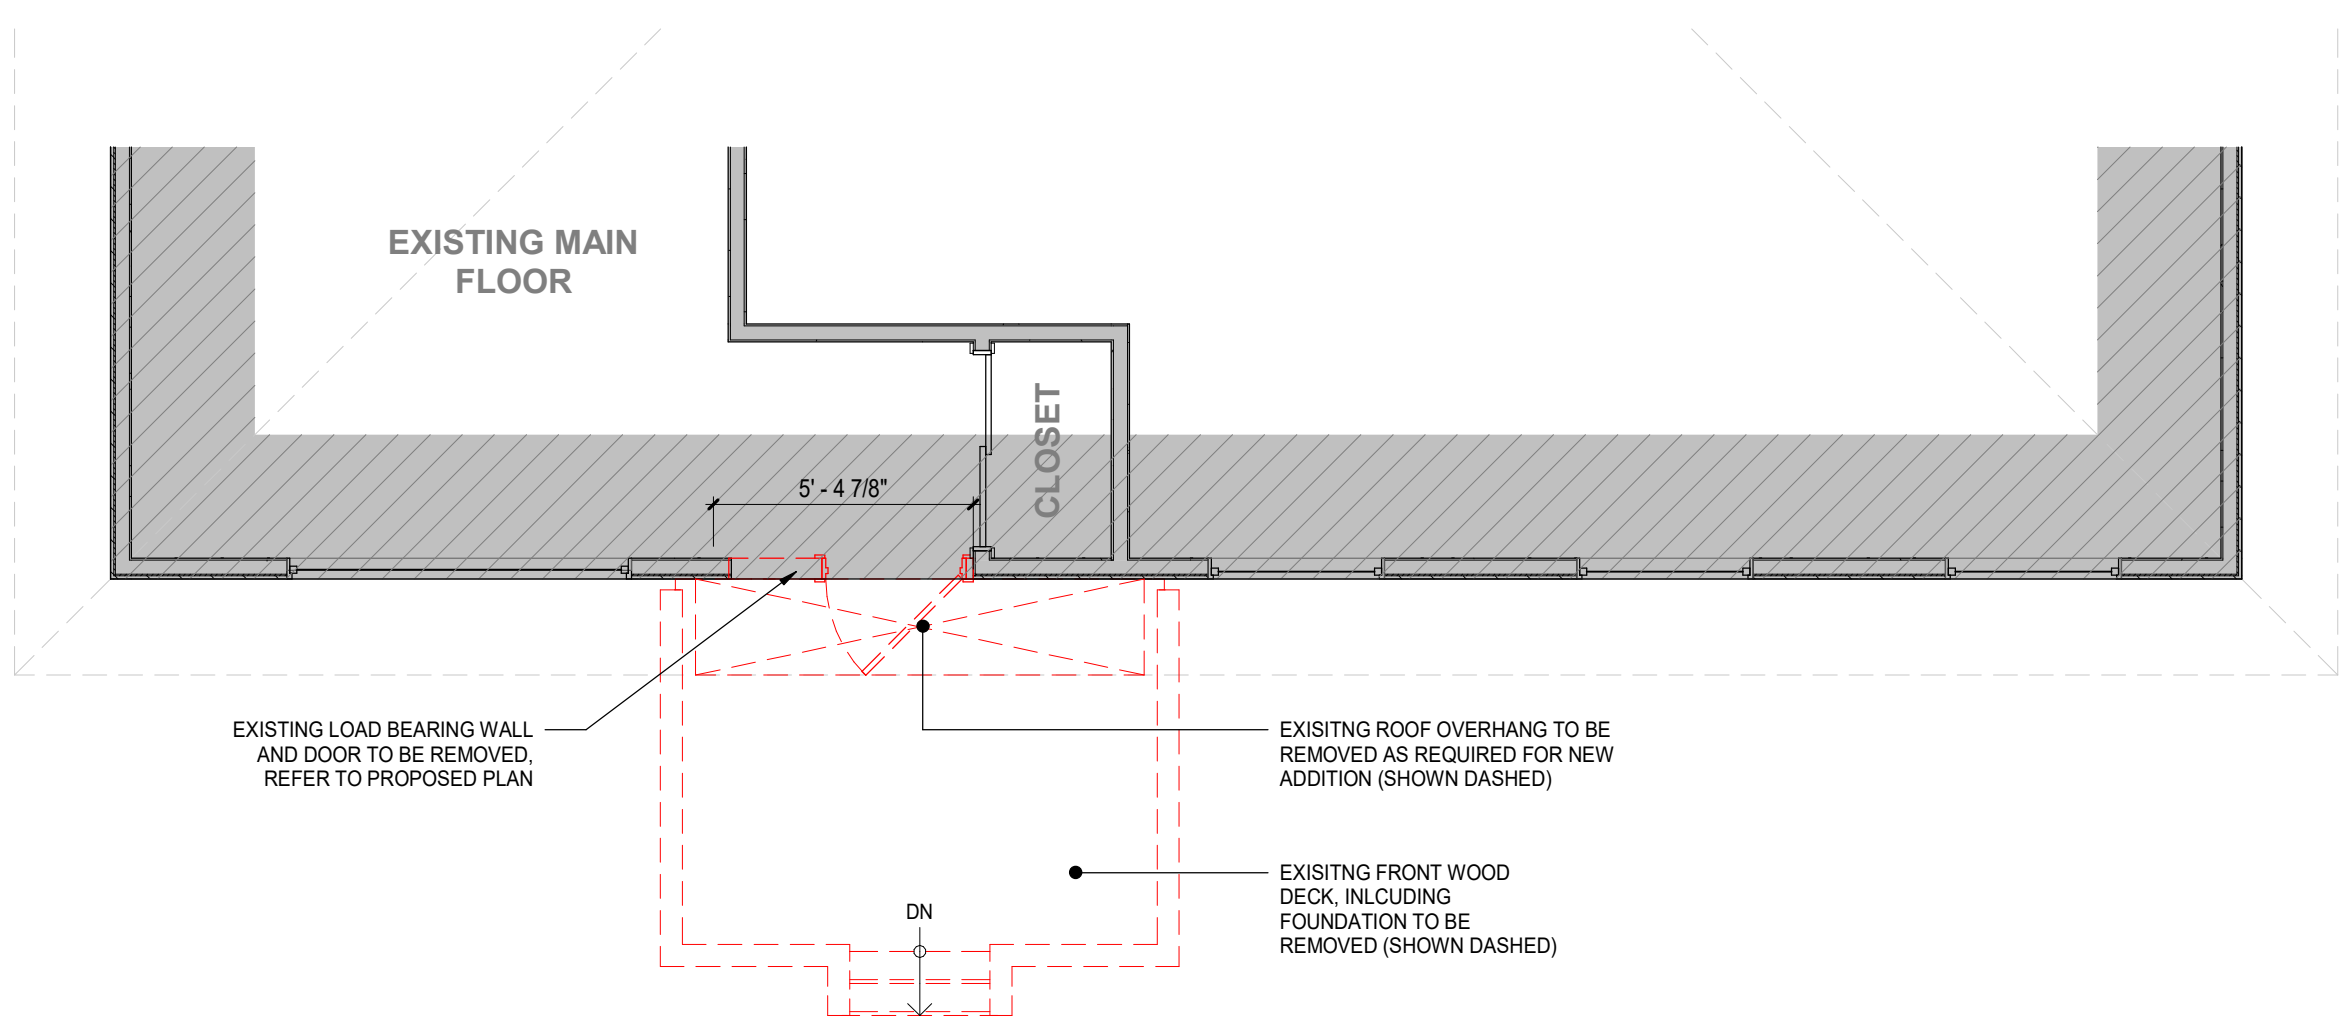 EXISTING MAIN
FLOOR
CLOSET
5' - 4 7/8"
EXISTING LOAD BEARING WALL
AND DOOR TO BE REMOVED,
REFER TO PROPOSED PLAN
EXISITNG ROOF OVERHANG TO BE
REMOVED AS REQUIRED FOR NEW
ADDITION (SHOWN DASHED)
EXISITNG FRONT WOOD
DECK, INLCUDING
FOUNDATION TO BE
REMOVED (SHOWN DASHED)
DN